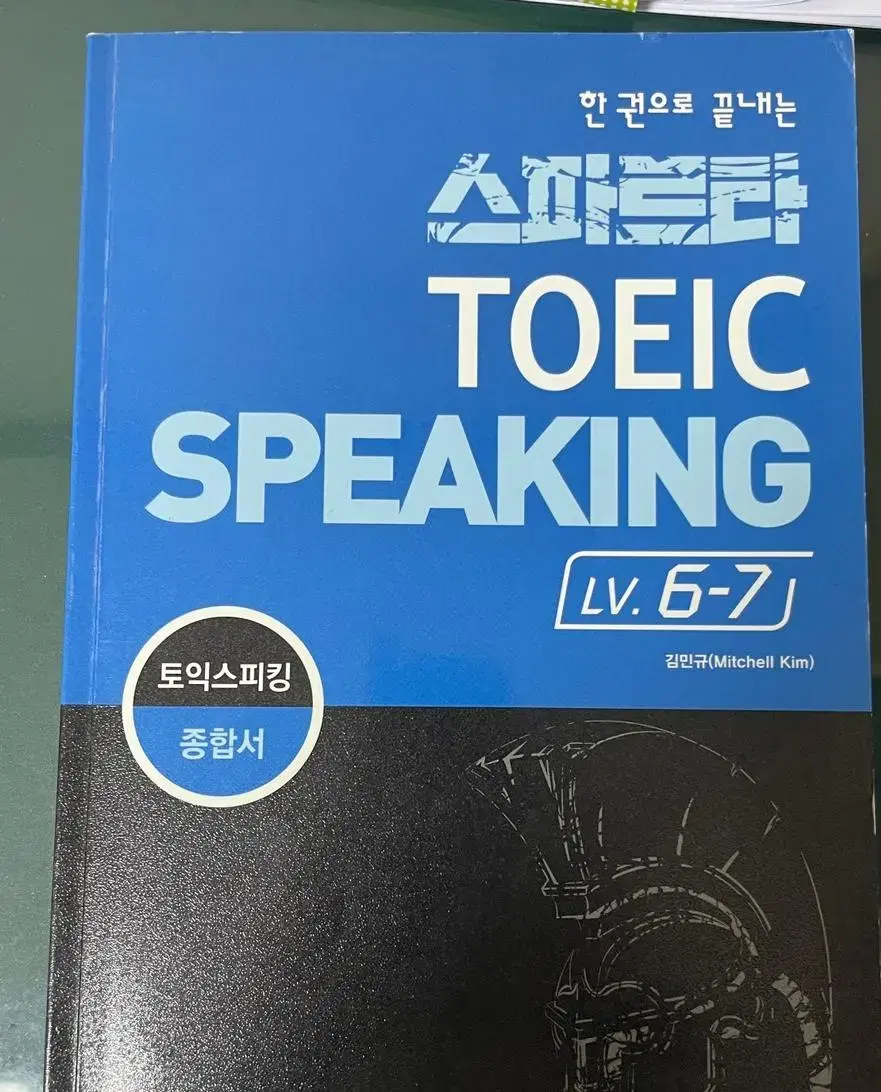 한 권으로 끝내는
스파르타
TOEIC
SPEAKING
LV. 6-7
김민규(Mitchell Kim)
토익스피킹
종합서